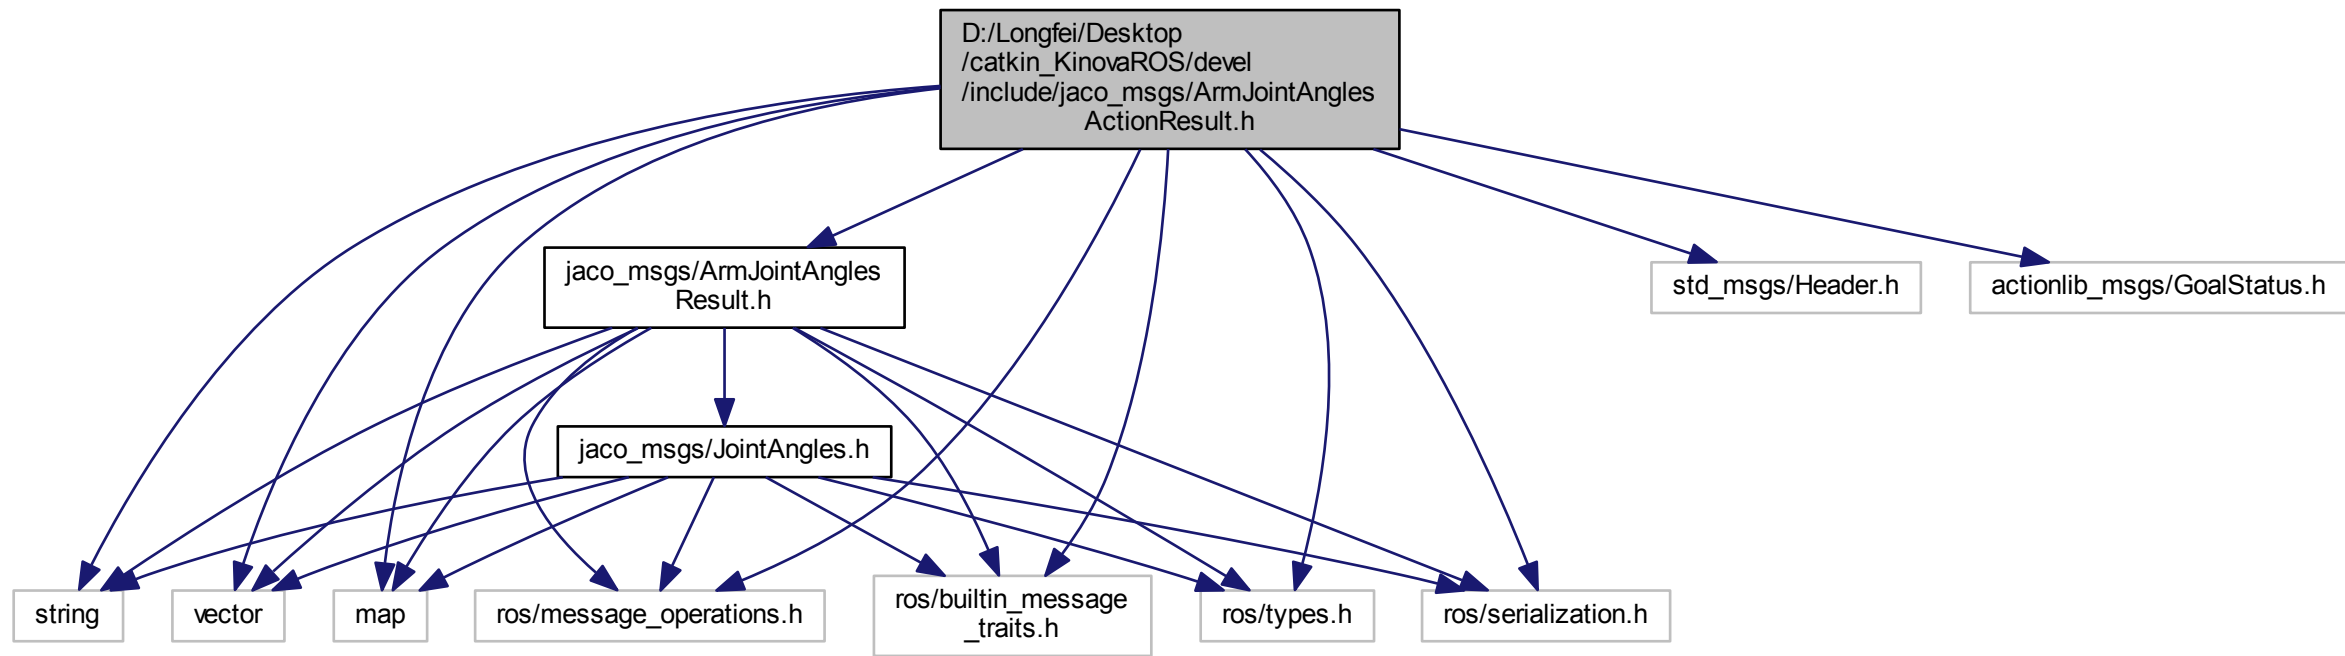 D:/Longfei/Desktop
/catkin_KinovaROS/devel
/include/jaco_msgs/ArmJointAngles
ActionResult.h
jaco_msgs/ArmJointAngles
Result.h
std_msgs/Header.h
actionlib_msgs/GoalStatus.h
jaco_msgs/JointAngles.h
string
vector
map
ros/message_operations.h
ros/builtin_message
_traits.h
ros/types.h
ros/serialization.h